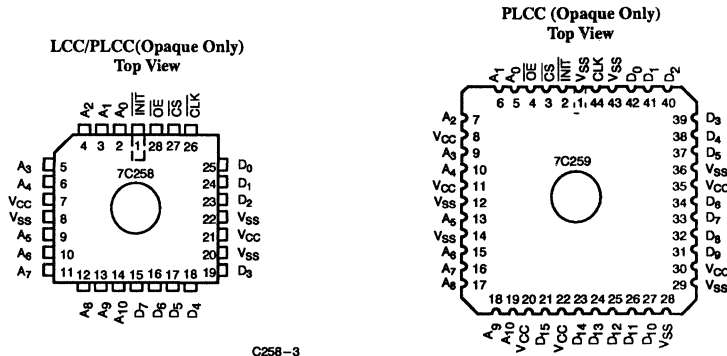 LCC/PLCC(Opaque Only)
Top View
A2 A1 A0 I̅N̅I̅T̅ O̅E̅ C̅S̅ C̅L̅K̅
4 3 2 1 28 27 26
7C258
A3 5
A4 6
VCC 7
VSS 8
A5 9
A6 10
A7 11
25 D0
24 D1
23 D2
22 VSS
21 VCC
20 VSS
19 D3
12 13 14 15 16 17 18
A8 A9 A10 D7 D6 D5 D4
C258–3
PLCC (Opaque Only)
Top View
A1 A0 O̅E̅ C̅S̅ I̅N̅I̅T̅ VSS CLK VSS D0 D1 D2
6 5 4 3 2 1 44 43 42 41 40
7C259
A2 7
VCC 8
A3 9
A4 10
VCC 11
VSS 12
A5 13
VSS 14
A6 15
A7 16
A8 17
39 D3
38 D4
37 D5
36 VSS
35 VCC
34 D6
33 D7
32 D8
31 D9
30 VCC
29 VSS
18 19 20 21 22 23 24 25 26 27 28
A9 A10 VCC D15 VCC D14 D13 D12 D11 D10 VSS